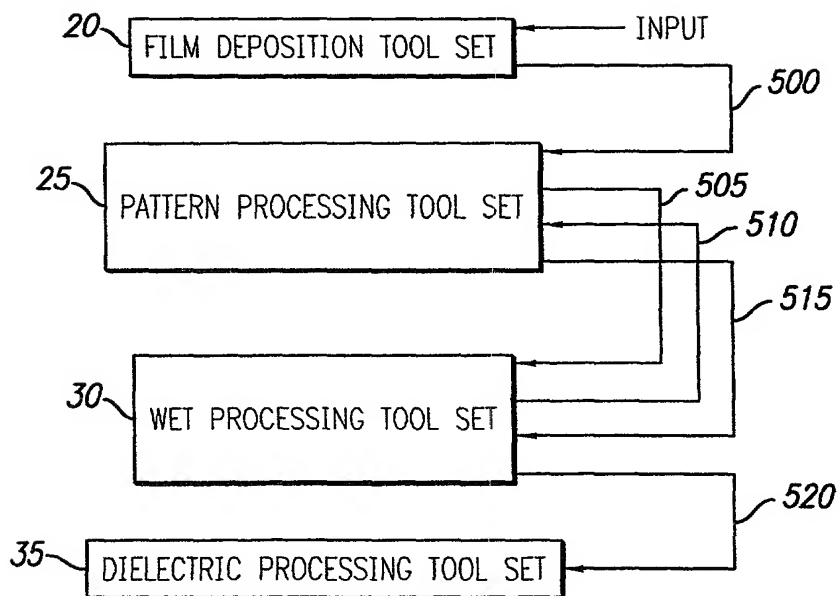 20
FILM DEPOSITION TOOL SET
INPUT
500
25
PATTERN PROCESSING TOOL SET
505
510
515
30
WET PROCESSING TOOL SET
520
35
DIELECTRIC PROCESSING TOOL SET